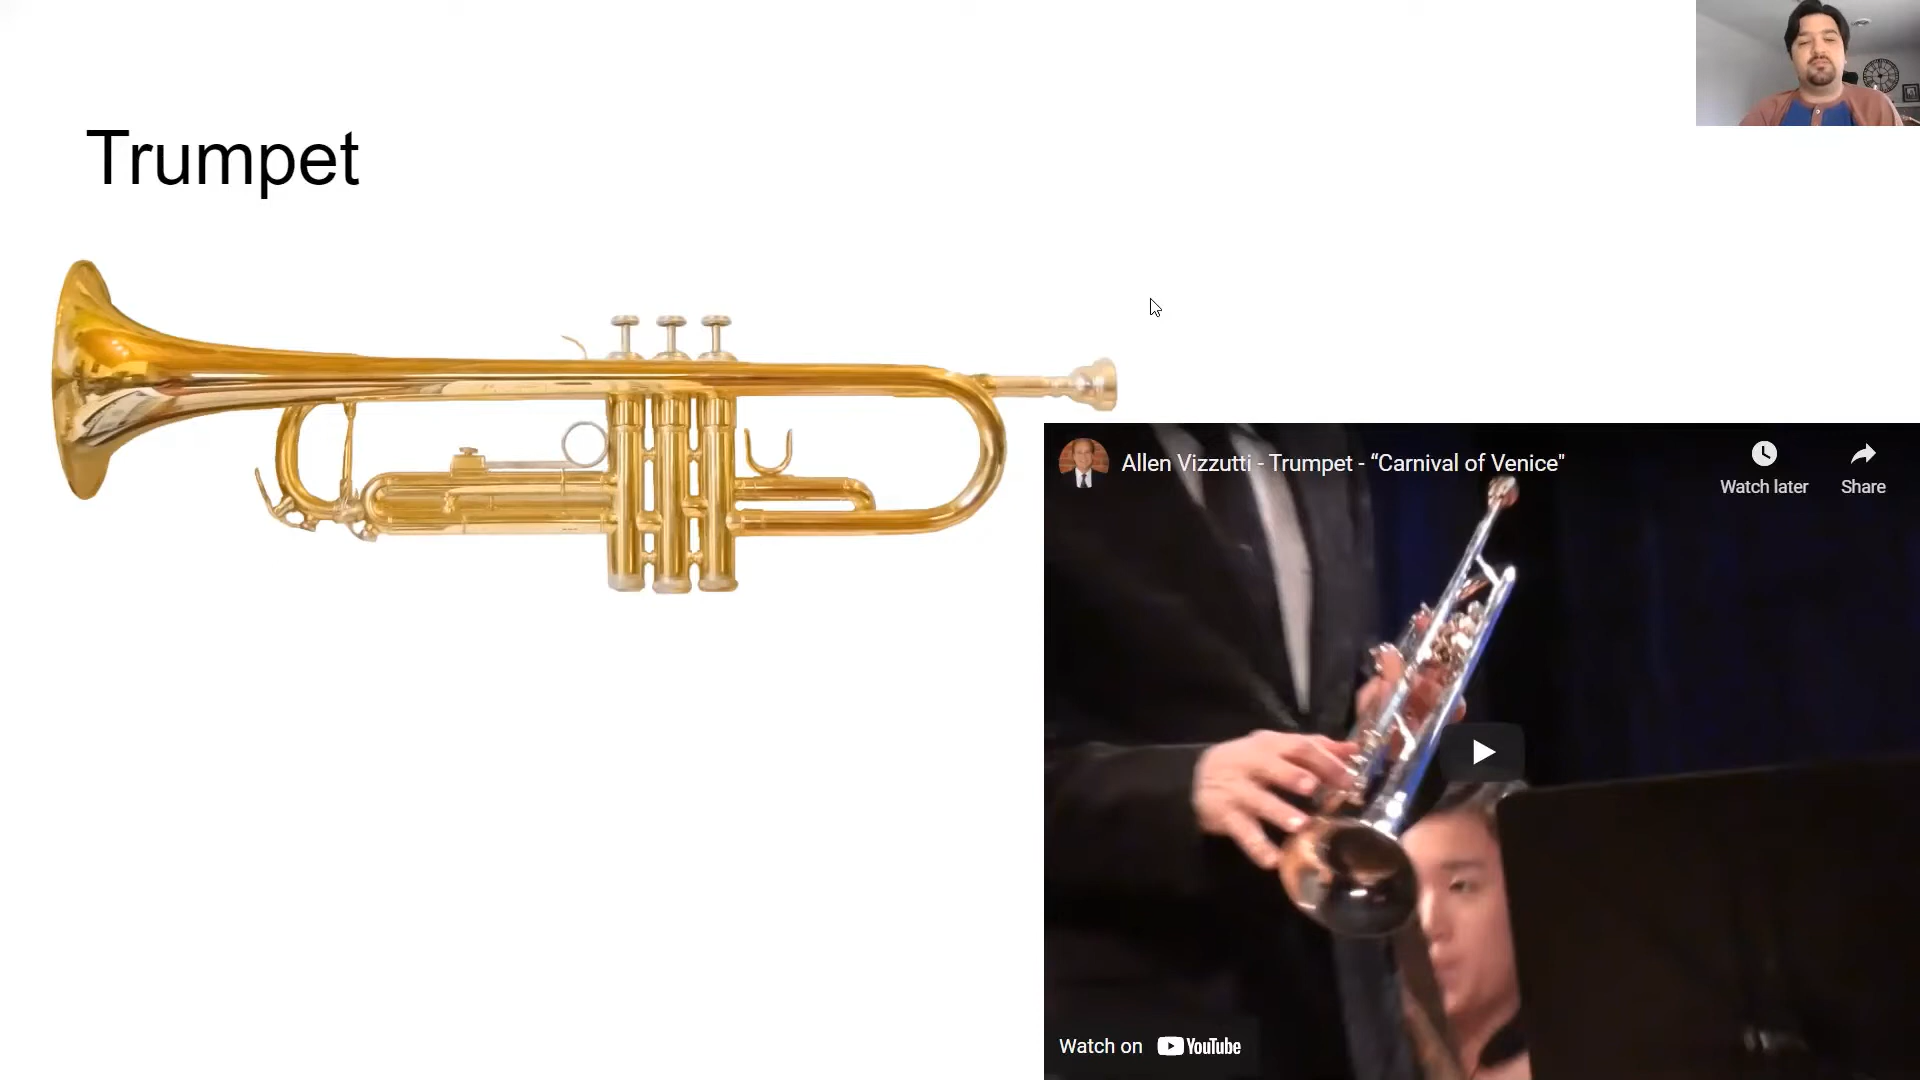 Trumpet
Allen Vizzutti - Trumpet - “Carnival of Venice"
Watch later
Share
Watch on YouTube